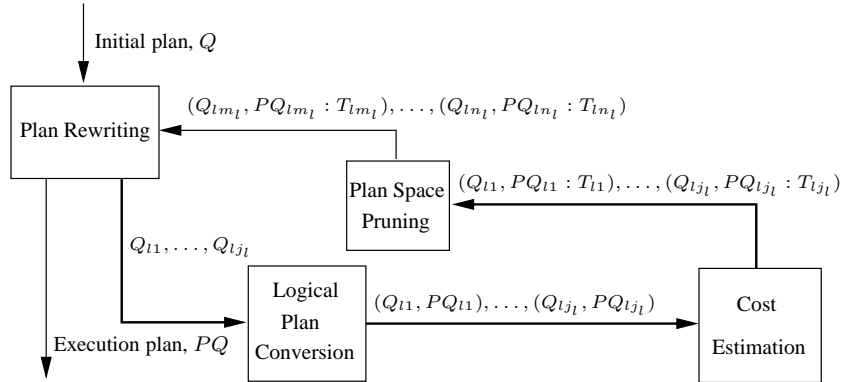 Initial plan, Q
(Q_{lm_l}, PQ_{lm_l} : T_{lm_l}), . . . , (Q_{ln_l}, PQ_{ln_l} : T_{ln_l})
Plan Rewriting
Plan Space
Pruning
(Q_{l1}, PQ_{l1} : T_{l1}), . . . , (Q_{lj_l}, PQ_{lj_l} : T_{lj_l})
Q_{l1}, . . . , Q_{lj_l}
Logical
Plan
Conversion
(Q_{l1}, PQ_{l1}), . . . , (Q_{lj_l}, PQ_{lj_l})
Cost
Estimation
Execution plan, PQ